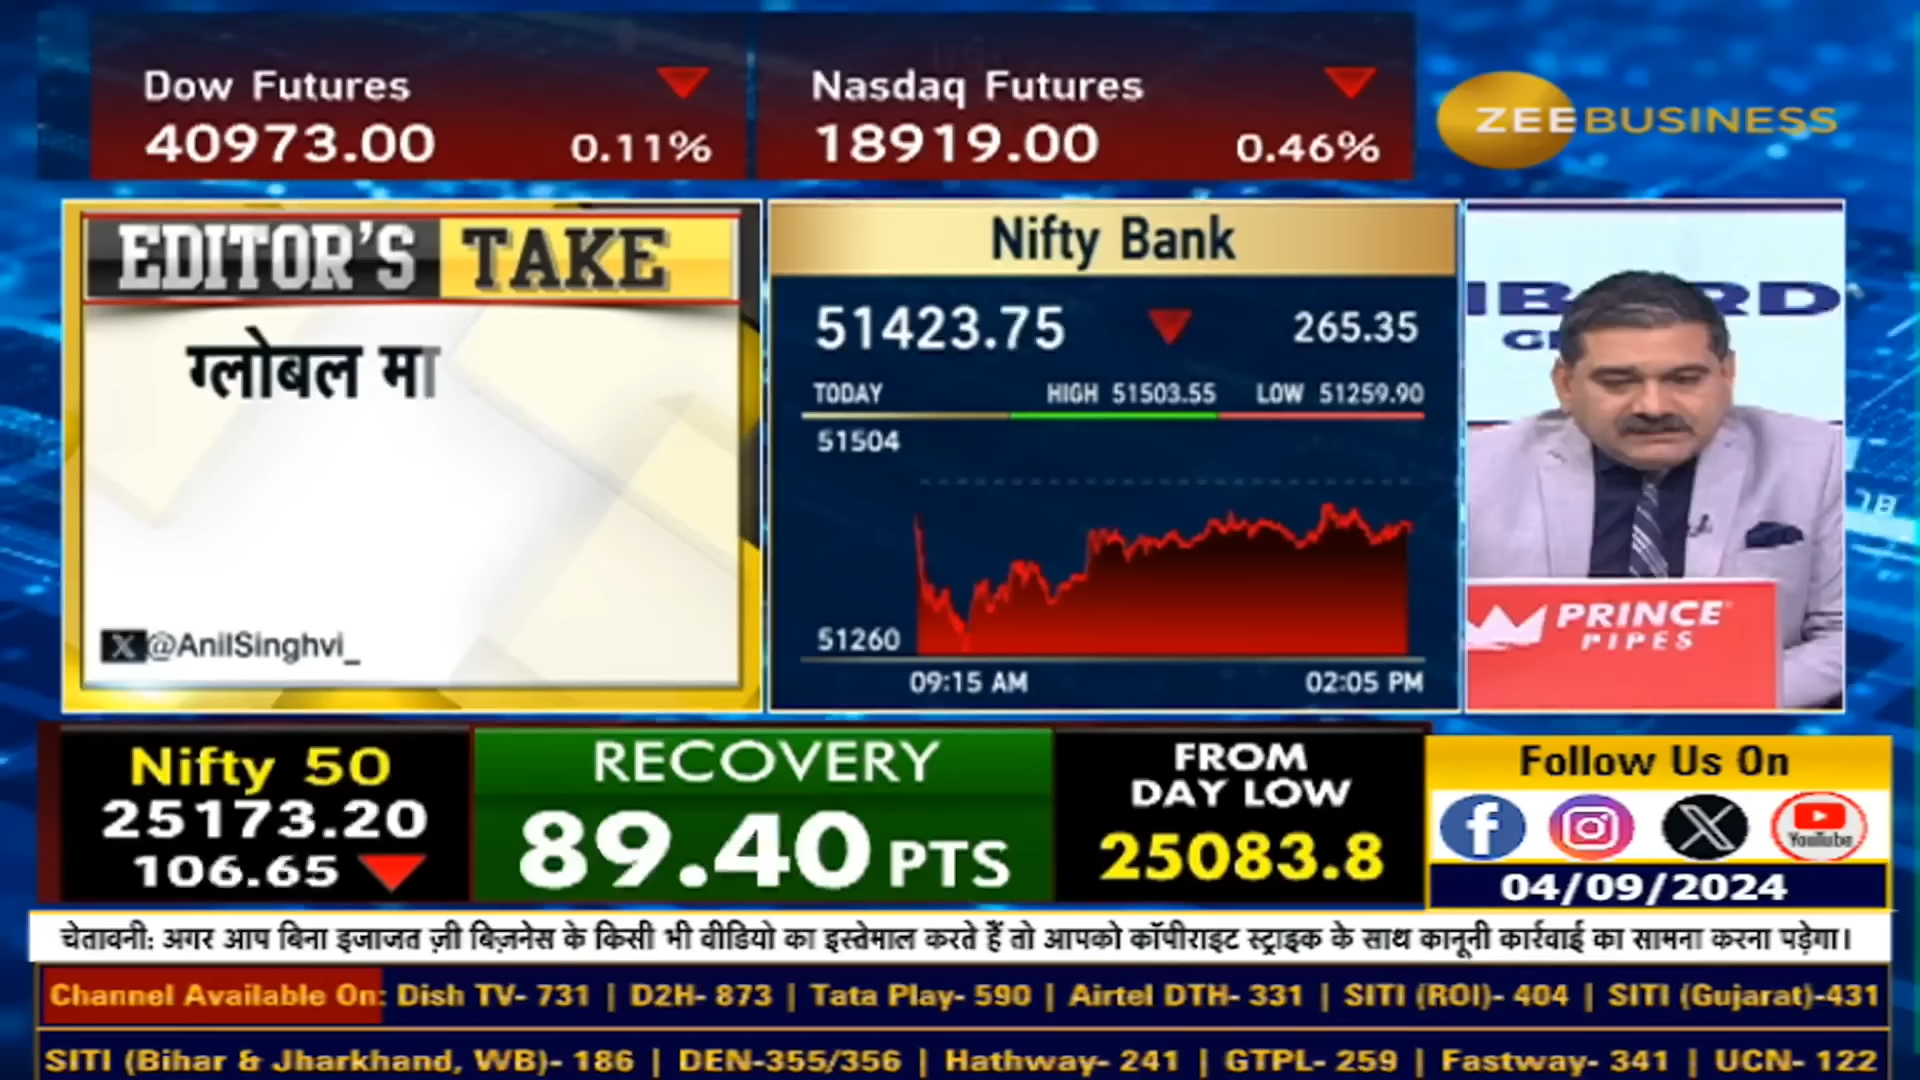 Dow Futures
40973.00 0.11%
Nasdaq Futures
18919.00 0.46%
ZEEBUSINESS
EDITOR'S TAKE
ग्लोबल मा
X@AnilSinghvi_
Nifty Bank
51423.75 265.35
TODAY HIGH 51503.55 LOW 51259.90
51504
51260
09:15 AM 02:05 PM
PRINCE
PIPES
Nifty 50
25173.20
106.65
RECOVERY
89.40 PTS
FROM
DAY LOW
25083.8
Follow Us On
YouTube
04/09/2024
चेतावनी: अगर आप बिना इजाजत ज़ी बिज़नेस के किसी भी वीडियो का इस्तेमाल करते हैं तो आपको कॉपीराइट स्ट्राइक के साथ कानूनी कार्रवाई का सामना करना पड़ेगा।
Channel Available On: Dish TV- 731 | D2H- 873 | Tata Play- 590 | Airtel DTH- 331 | SITI (ROI)- 404 | SITI (Gujarat)-431
SITI (Bihar & Jharkhand, WB)- 186 | DEN-355/356 | Hathway- 241 | GTPL- 259 | Fastway- 341 | UCN- 122